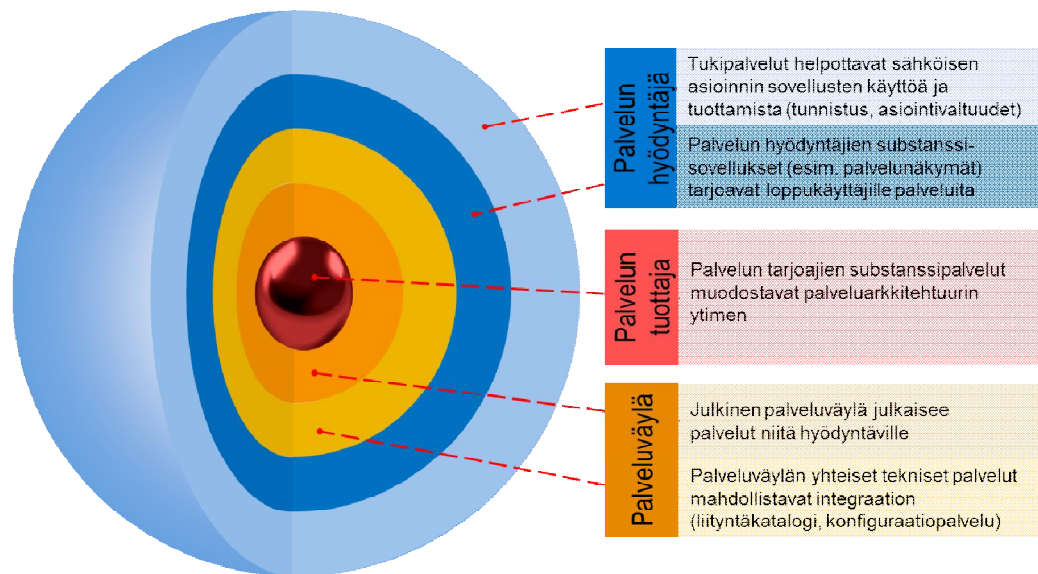 Palvelun
hyödyntäjä
Tukipalvelut helpottavat sähköisen
asioinnin sovellusten käyttöä ja
tuottamista (tunnistus, asiointivaltuudet)
Palvelun hyödyntäjien substanssi-
sovellukset (esim. palvelunäkymät)
tarjoavat loppukäyttäjille palveluita
Palvelun
tuottaja
Palvelun tarjoajien substanssipalvelut
muodostavat palveluarkkitehtuurin
ytimen
Palveluväylä
Julkinen palveluväylä julkaisee
palvelut niitä hyödyntäville
Palveluväylän yhteiset tekniset palvelut
mahdollistavat integraation
(liityntäkatalogi, konfiguraatiopalvelu)